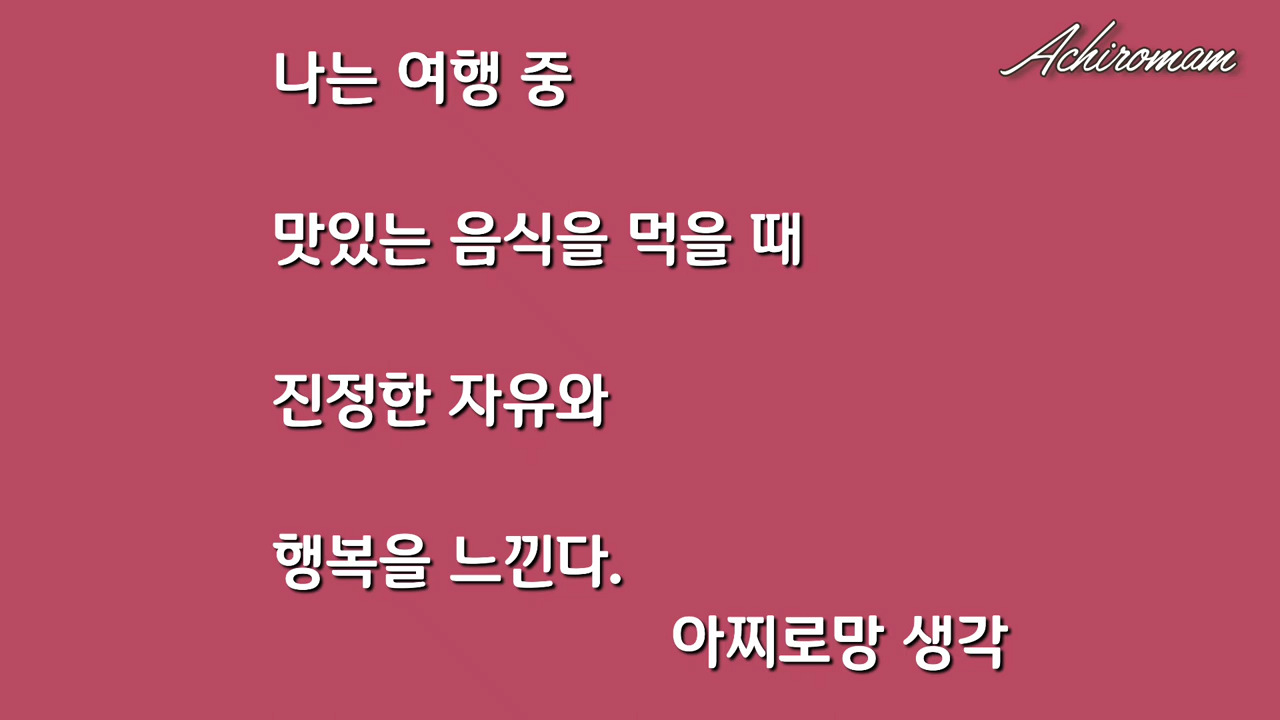 Achiromam
나는 여행 중
맛있는 음식을 먹을 때
진정한 자유와
행복을 느낀다.
아찌로망 생각